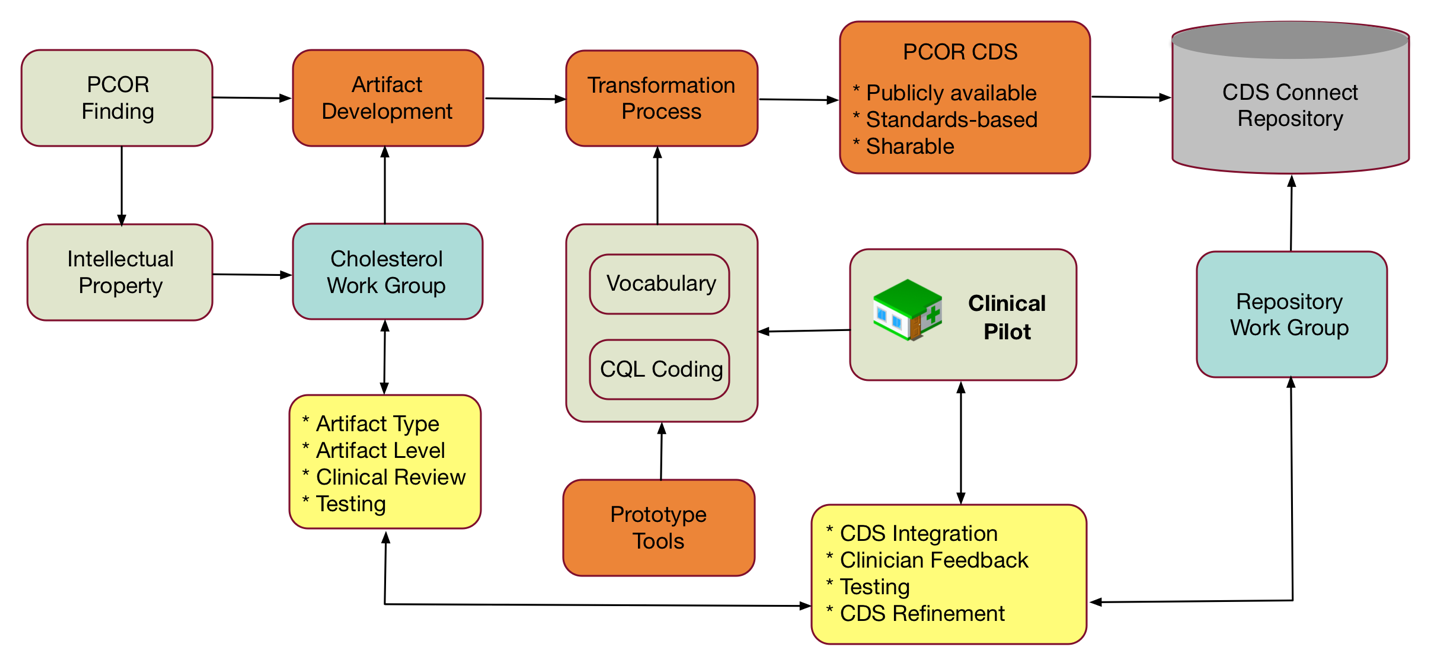 PCOR
Finding
Artifact
Development
Transformation
Process
PCOR CDS
* Publicly available
* Standards-based
* Sharable
CDS Connect
Repository
Intellectual
Property
Cholesterol
Work Group
Vocabulary
CQL Coding
Clinical
Pilot
Repository
Work Group
* Artifact Type
* Artifact Level
* Clinical Review
* Testing
Prototype
Tools
* CDS Integration
* Clinician Feedback
* Testing
* CDS Refinement